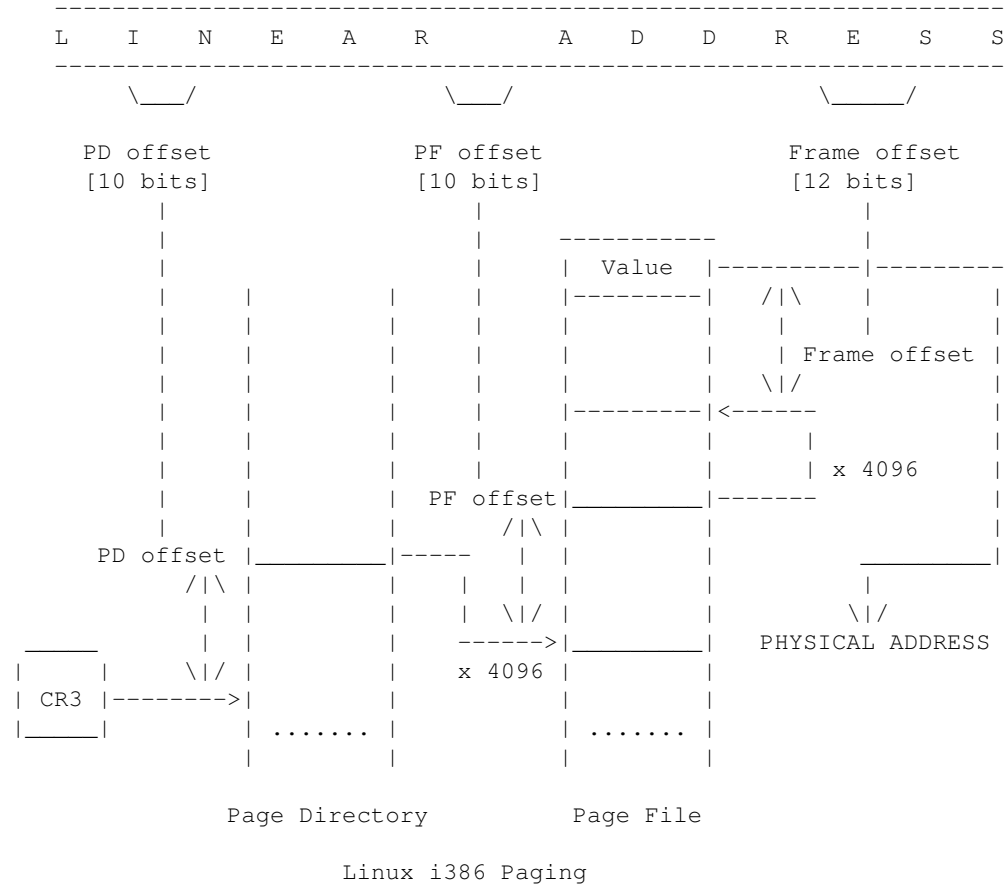 L I N E A R A D D R E S S
PD offset PF offset Frame offset
[10 bits] [10 bits] [12 bits]
Value
Frame offset
x 4096
PF offset
PD offset
PHYSICAL ADDRESS
x 4096
CR3
....... .......
Page Directory Page File
Linux i386 Paging